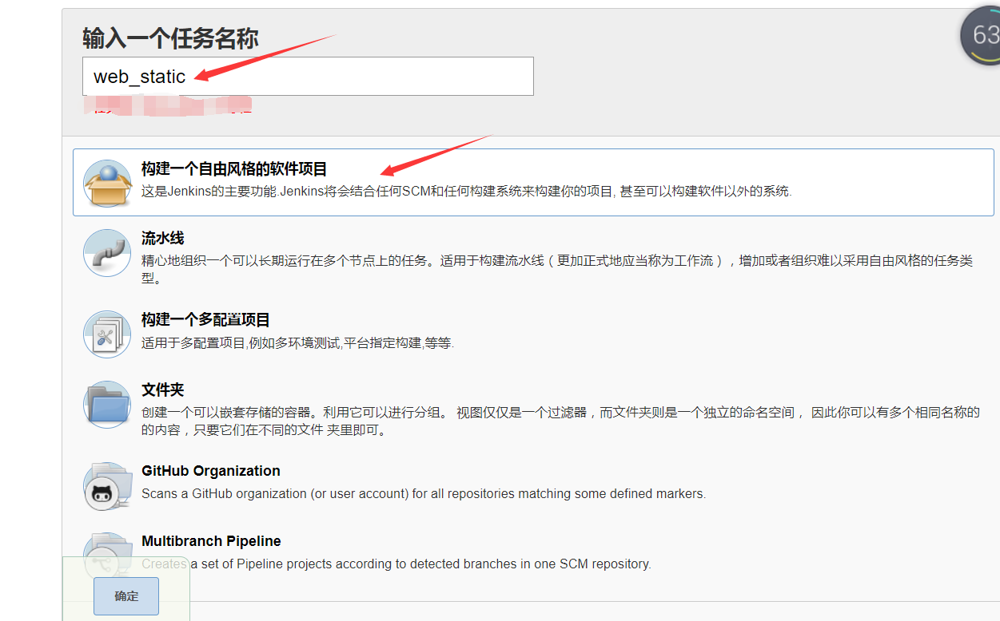 输入一个任务名称
63
web_static
构建一个自由风格的软件项目
这是Jenkins的主要功能.Jenkins将会结合任何SCM和任何构建系统来构建你的项目, 甚至可以构建软件以外的系统.
流水线
精心地组织一个可以长期运行在多个节点上的任务。适用于构建流水线（更加正式地应当称为工作流），增加或者组织难以采用自由风格的任务类
型。
构建一个多配置项目
适用于多配置项目,例如多环境测试,平台指定构建,等等.
文件夹
创建一个可以嵌套存储的容器。利用它可以进行分组。 视图仅仅是一个过滤器，而文件夹则是一个独立的命名空间， 因此你可以有多个相同名称的
的内容，只要它们在不同的文件 夹里即可。
GitHub Organization
Scans a GitHub organization (or user account) for all repositories matching some defined markers.
Multibranch Pipeline
Creates a set of Pipeline projects according to detected branches in one SCM repository.
确定